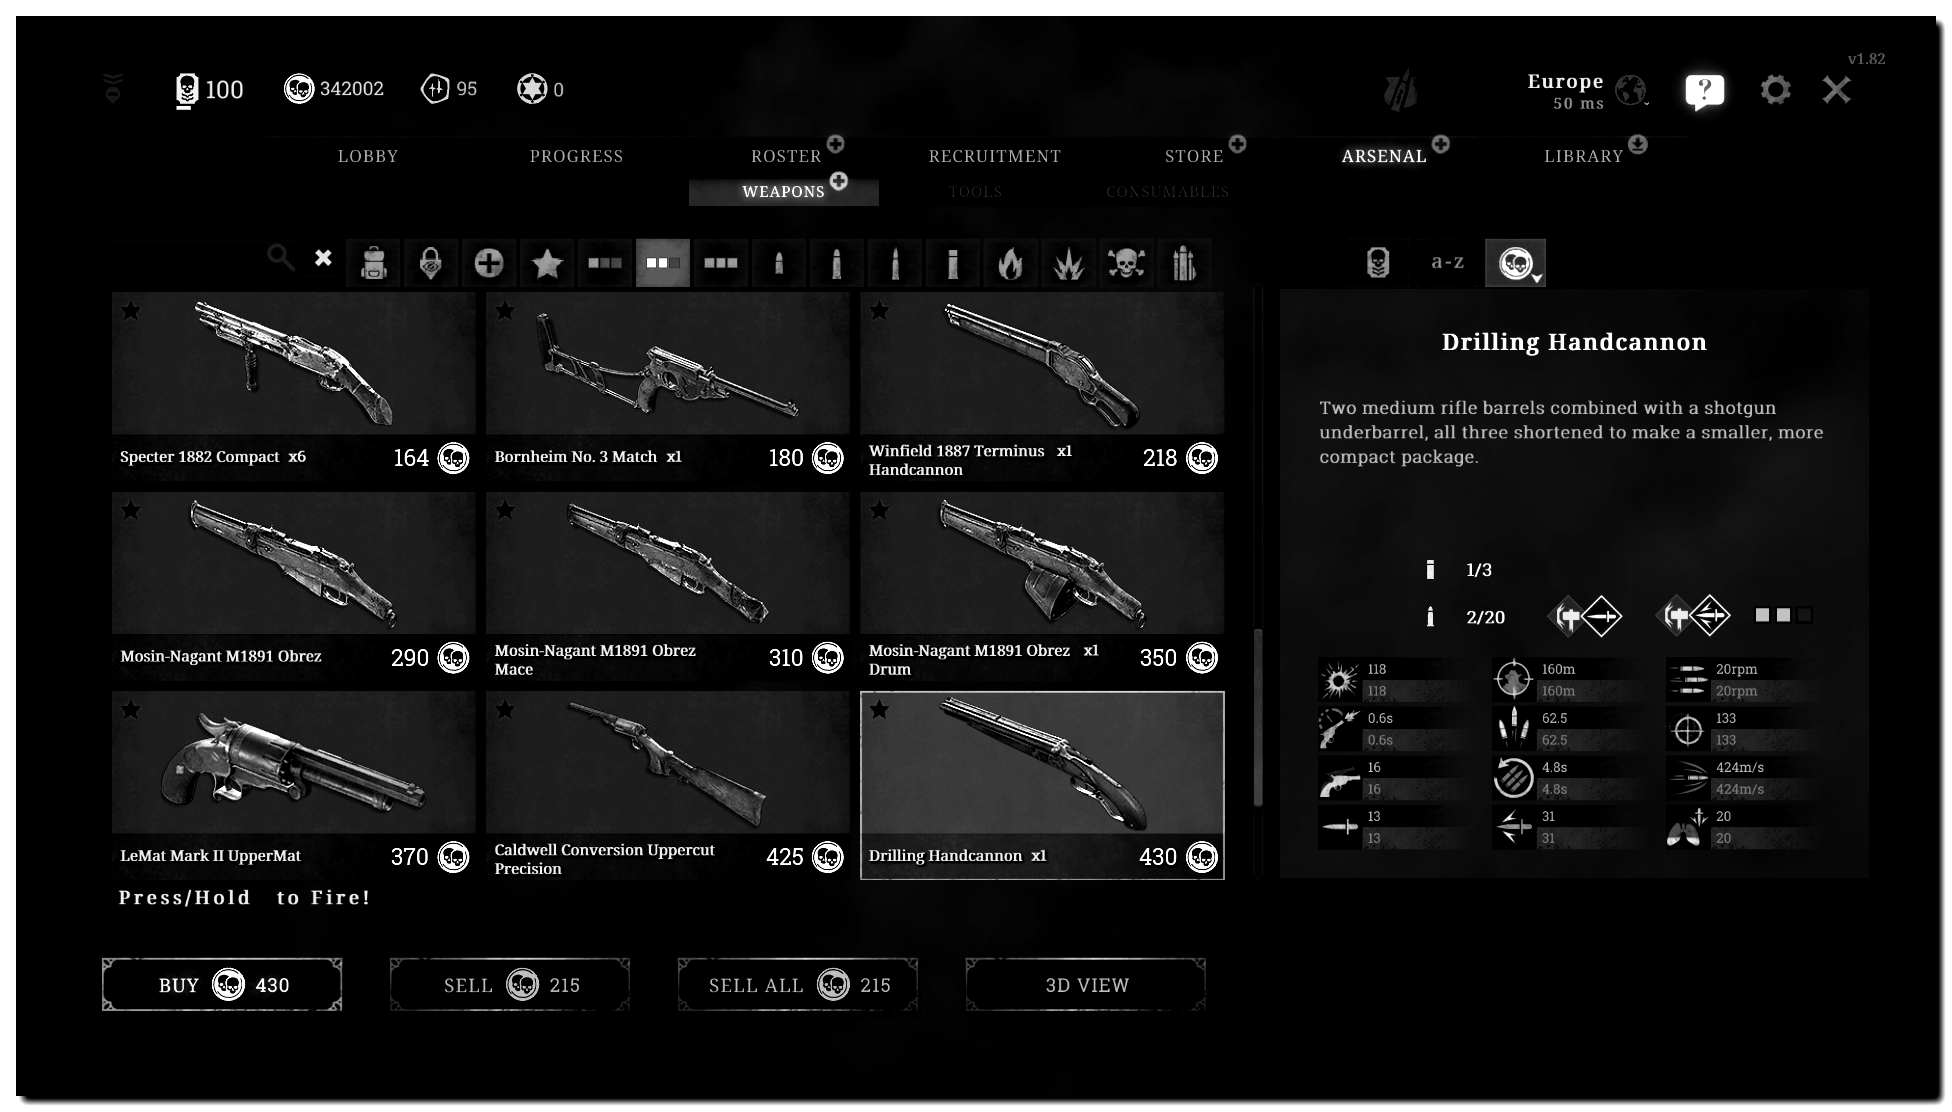 v1.82
100
342002
95
0
Europe
50 ms
?
LOBBY
PROGRESS
ROSTER
RECRUITMENT
STORE
ARSENAL
LIBRARY
WEAPONS
TOOLS
CONSUMABLES
a-z
Specter 1882 Compact x6
164
Bornheim No. 3 Match x1
180
Winfield 1887 Terminus x1
Handcannon
218
Mosin-Nagant M1891 Obrez
290
Mosin-Nagant M1891 Obrez
Mace
310
Mosin-Nagant M1891 Obrez x1
Drum
350
LeMat Mark II UpperMat
370
Caldwell Conversion Uppercut
Precision
425
Drilling Handcannon x1
430
Press/Hold to Fire!
BUY 430
SELL 215
SELL ALL 215
3D VIEW
Drilling Handcannon
Two medium rifle barrels combined with a shotgun
underbarrel, all three shortened to make a smaller, more
compact package.
1/3
2/20
118
118
160m
160m
20rpm
20rpm
0.6s
0.6s
62.5
62.5
133
133
16
16
4.8s
4.8s
424m/s
424m/s
13
13
31
31
20
20